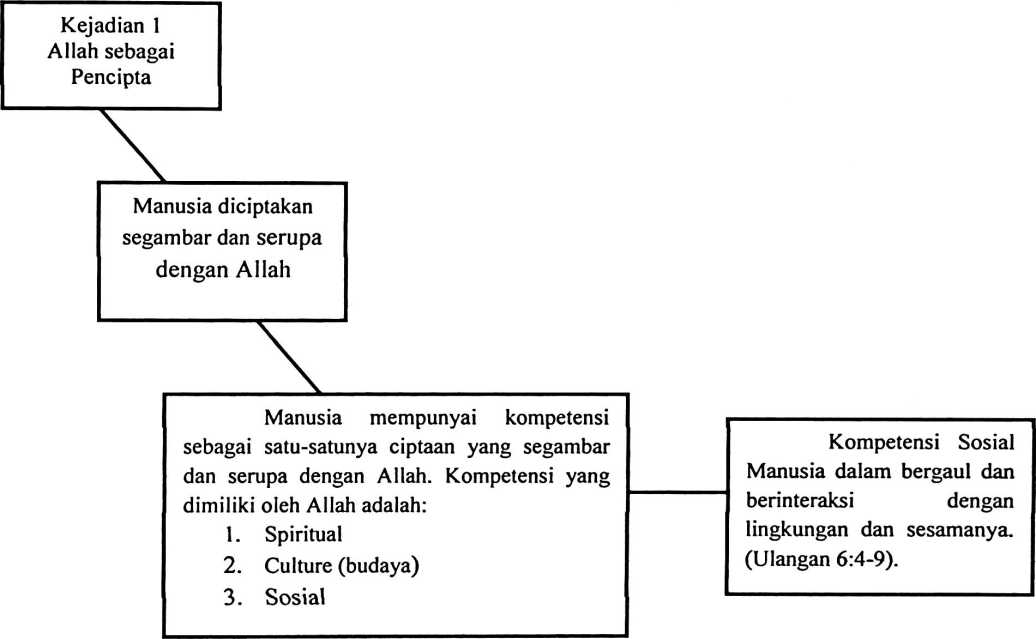 Kejadian 1
Allah sebagai
Pencipta
Manusia diciptakan
segambar dan serupa
dengan Allah
Manusia mempunyai kompetensi
sebagai satu-satunya ciptaan yang segambar
dan serupa dengan Allah. Kompetensi yang
dimiliki oleh Allah adalah:
1. Spiritual
2. Culture (budaya)
3. Sosial
Kompetensi Sosial
Manusia dalam bergaul dan
berinteraksi dengan
lingkungan dan sesamanya.
(Ulangan 6:4-9).